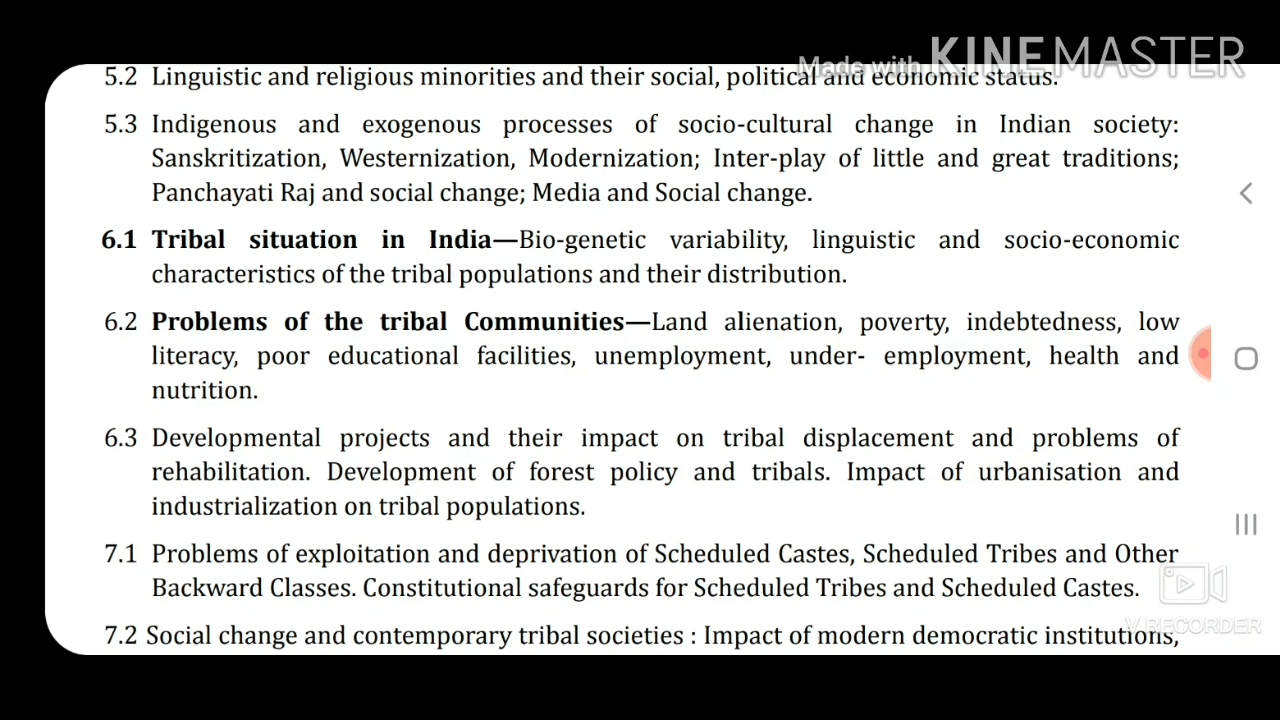 Made with KINEMASTER
5.2 Linguistic and religious minorities and their social, political and economic status.
5.3 Indigenous and exogenous processes of socio-cultural change in Indian society:
Sanskritization, Westernization, Modernization; Inter-play of little and great traditions;
Panchayati Raj and social change; Media and Social change.
6.1 Tribal situation in India—Bio-genetic variability, linguistic and socio-economic
characteristics of the tribal populations and their distribution.
6.2 Problems of the tribal Communities—Land alienation, poverty, indebtedness, low
literacy, poor educational facilities, unemployment, under- employment, health and
nutrition.
6.3 Developmental projects and their impact on tribal displacement and problems of
rehabilitation. Development of forest policy and tribals. Impact of urbanisation and
industrialization on tribal populations.
7.1 Problems of exploitation and deprivation of Scheduled Castes, Scheduled Tribes and Other
Backward Classes. Constitutional safeguards for Scheduled Tribes and Scheduled Castes.
V RECORDER
7.2 Social change and contemporary tribal societies : Impact of modern democratic institutions,